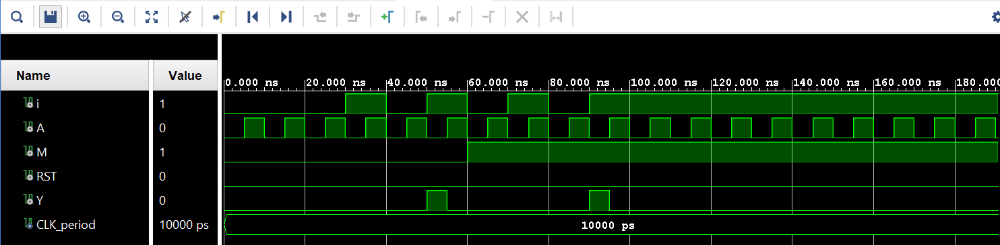 Name Value
0.000 ns 20.000 ns 40.000 ns 60.000 ns 80.000 ns 100.000 ns 120.000 ns 140.000 ns 160.000 ns 180.000
i 1
A 0
M 1
RST 0
Y 0
CLK_period 10000 ps 10000 ps